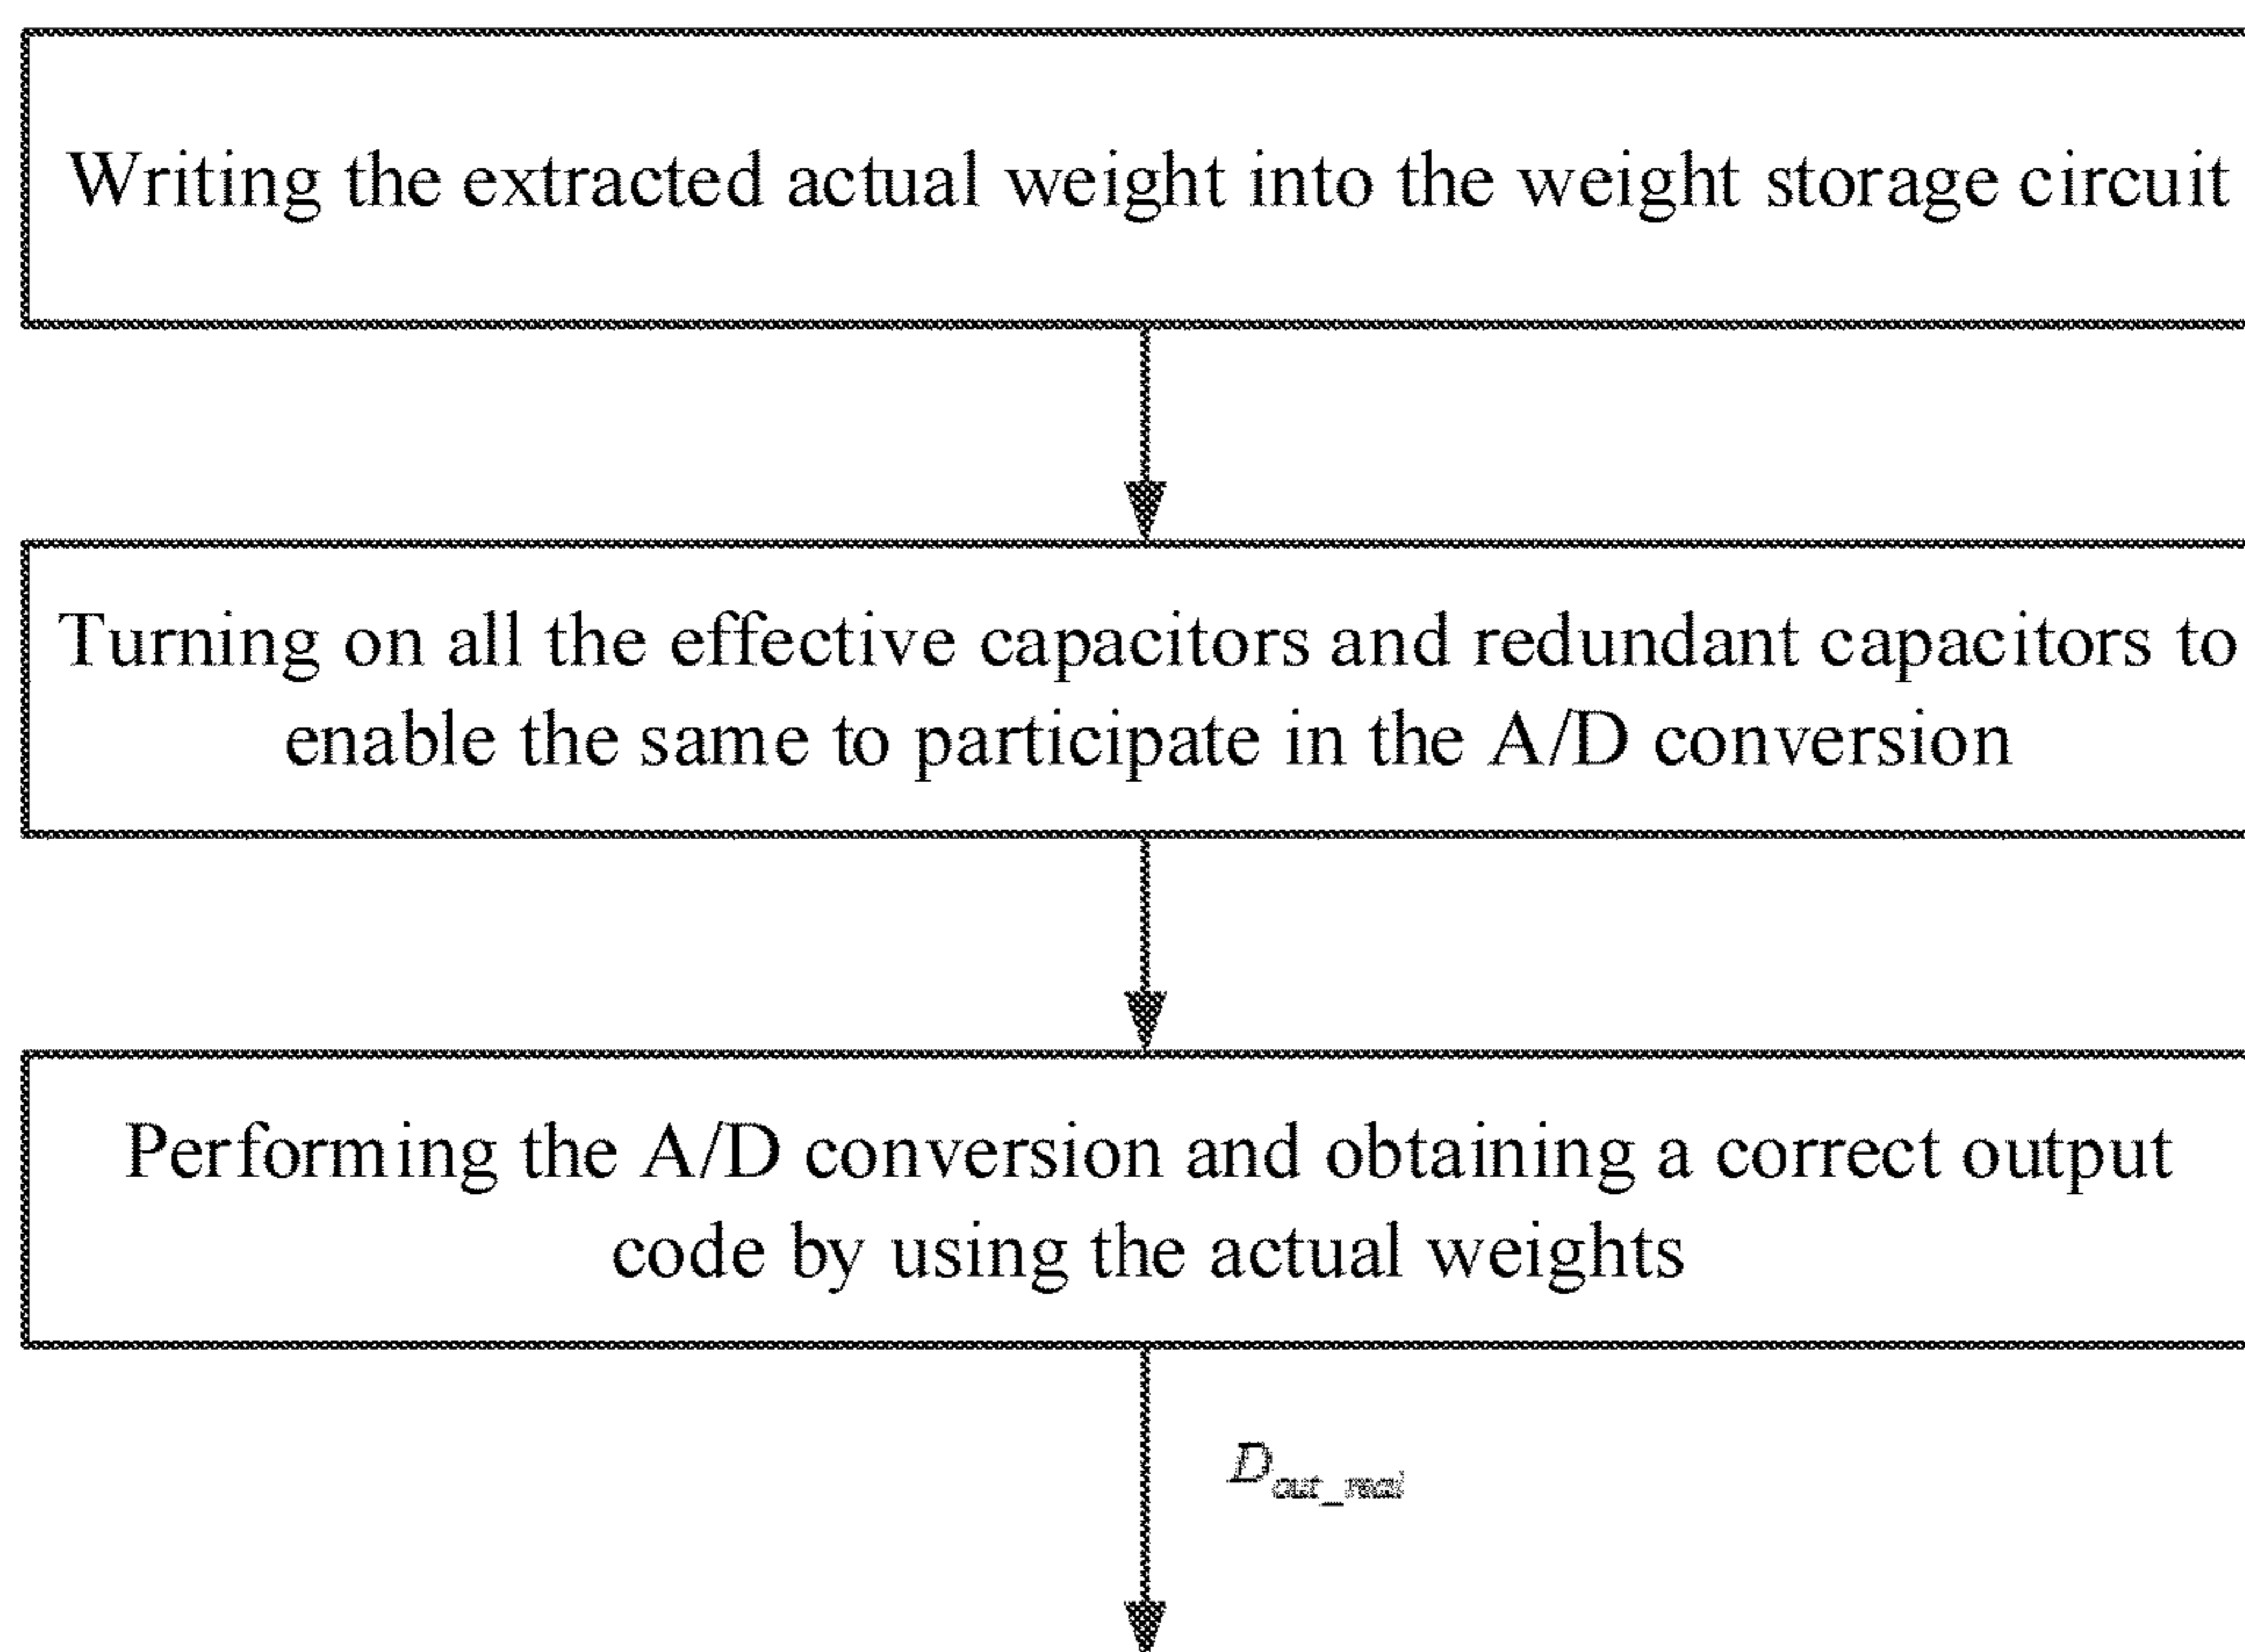 Writing the extracted actual weight into the weight storage circuit
Turning on all the effective capacitors and redundant capacitors to
enable the same to participate in the A/D conversion
Performing the A/D conversion and obtaining a correct output
code by using the actual weights
D_out_real